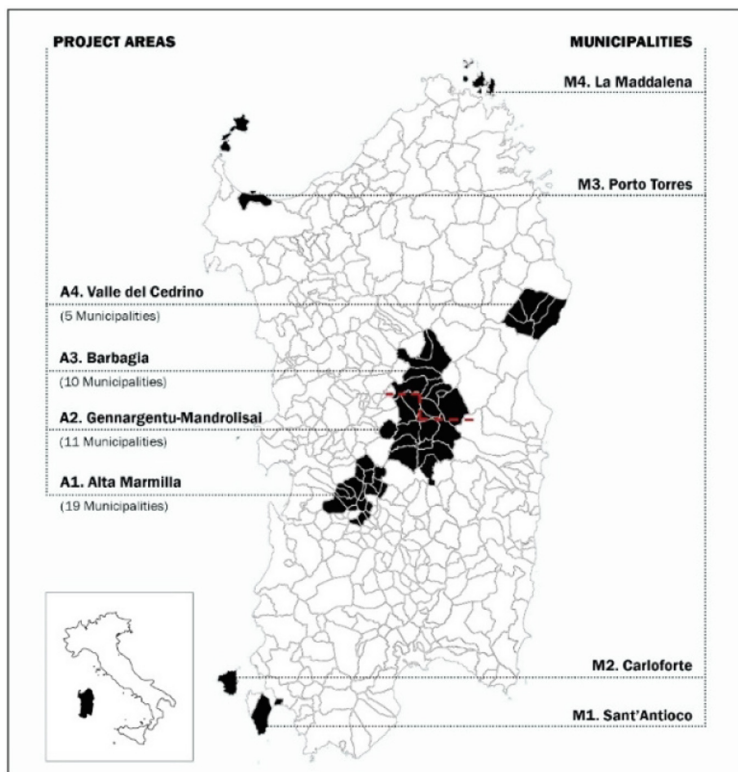 PROJECT AREAS
MUNICIPALITIES
M4. La Maddalena
M3. Porto Torres
A4. Valle del Cedrino
(5 Municipalities)
A3. Barbagia
(10 Municipalities)
A2. Gennargentu-Mandrolisai
(11 Municipalities)
A1. Alta Marmilla
(19 Municipalities)
M2. Carloforte
M1. Sant'Antioco